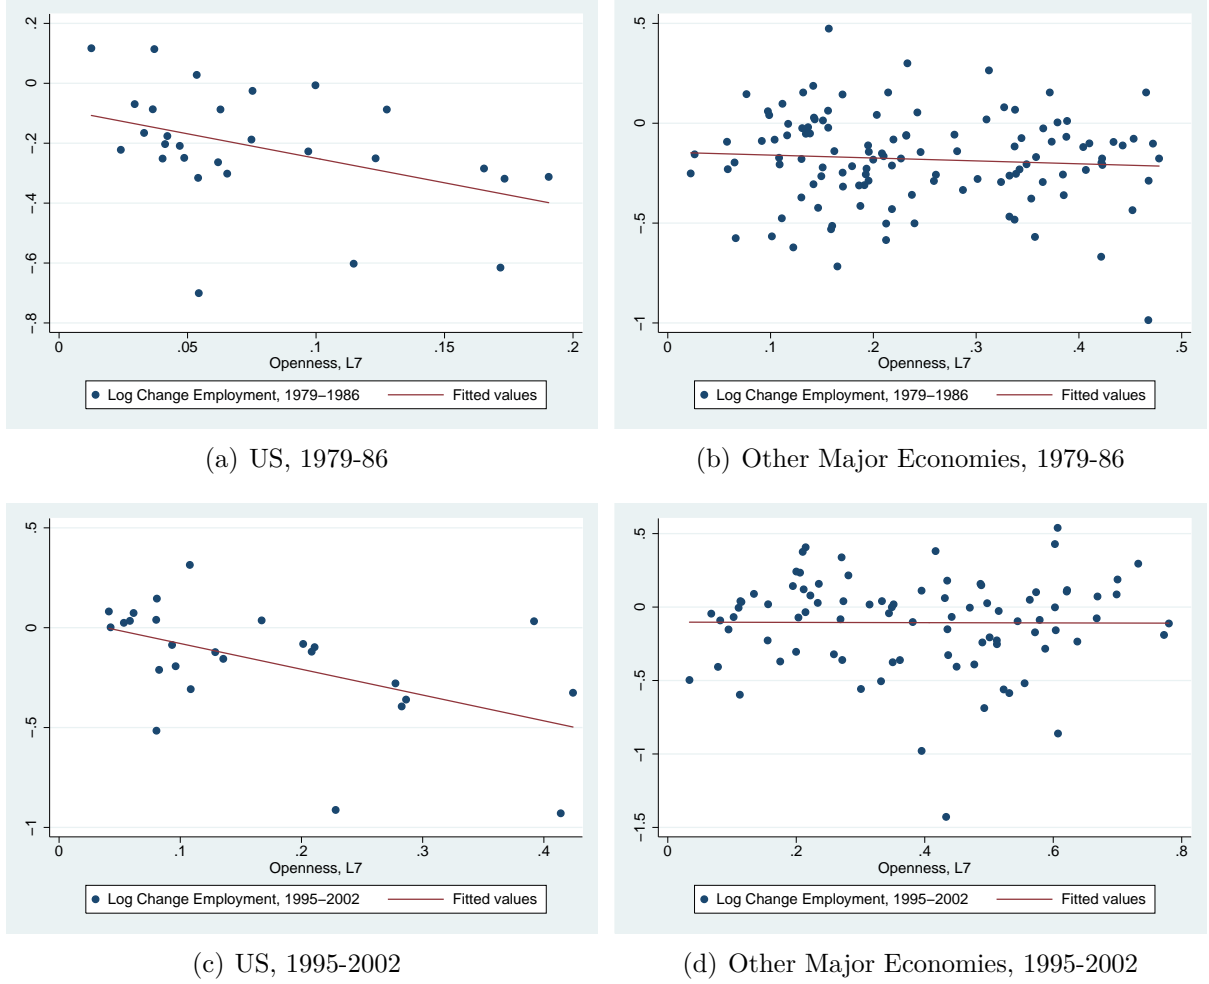 .2
0
−.2
−.4
−.6
−.8
0 .05 .1 .15 .2
Openness, L7
Log Change Employment, 1979−1986 Fitted values
(a) US, 1979-86
.5
0
−.5
−1
0 .1 .2 .3 .4 .5
Openness, L7
Log Change Employment, 1979−1986 Fitted values
(b) Other Major Economies, 1979-86
.5
0
−.5
−1
0 .1 .2 .3 .4
Openness, L7
Log Change Employment, 1995−2002 Fitted values
(c) US, 1995-2002
.5
0
−.5
−1
−1.5
0 .2 .4 .6 .8
Openness, L7
Log Change Employment, 1995−2002 Fitted values
(d) Other Major Economies, 1995-2002